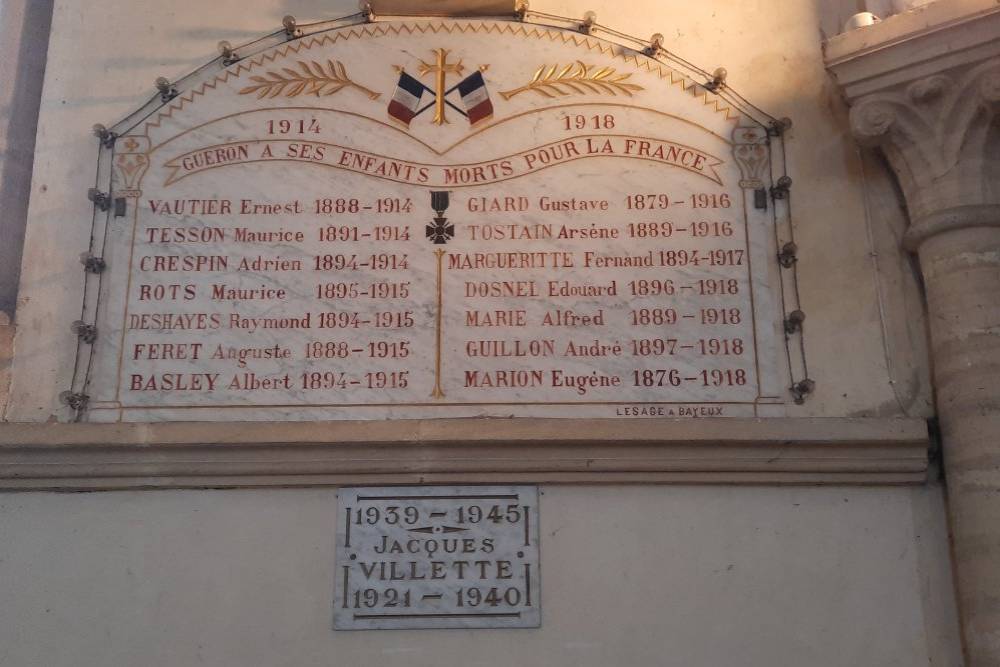 1914 1918
GUERON A SES ENFANTS MORTS POUR LA FRANCE
VAUTIER Ernest 1888-1914
TESSON Maurice 1891-1914
CRESPIN Adrien 1894-1914
ROTS Maurice 1895-1915
DESHAYES Raymond 1894-1915
FERET Auguste 1888-1915
BASLEY Albert 1894-1915
GIARD Gustave 1879-1916
TOSTAIN Arsène 1889-1916
MARGUERITTE Fernand 1894-1917
DOSNEL Edouard 1896-1918
MARIE Alfred 1889-1918
GUILLON André 1897-1918
MARION Eugéne 1876-1918
LESAGE A BAYEUX
1939-1945
JACQUES
VILLETTE
1921-1940